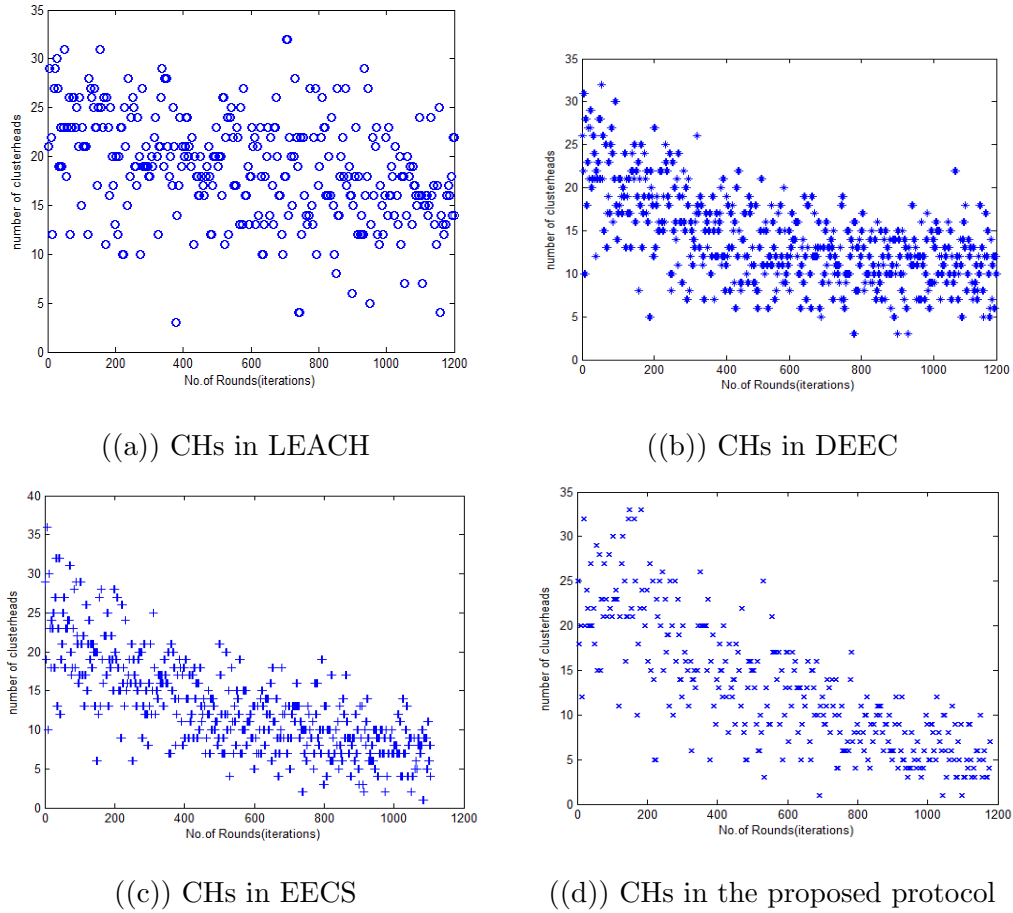 35
30
25
20
15
10
5
0
number of clusterheads
0 200 400 600 800 1000 1200
No.of Rounds(iterations)
((a)) CHs in LEACH
35
30
25
20
15
10
5
0
number of clusterheads
0 200 400 600 800 1000 1200
No.of Rounds(iterations)
((b)) CHs in DEEC
40
35
30
25
20
15
10
5
0
number of clusterheads
0 200 400 600 800 1000 1200
No.of Rounds(iterations)
((c)) CHs in EECS
35
30
25
20
15
10
5
0
number of clusterheads
0 200 400 600 800 1000 1200
No.of Rounds(iterations)
((d)) CHs in the proposed protocol